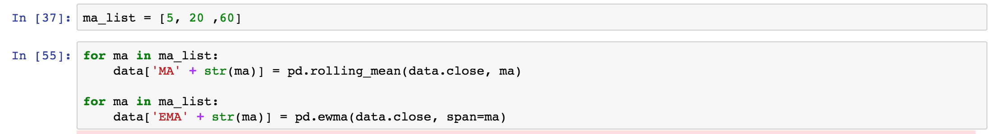 In [37]: ma_list = [5, 20 ,60]
In [55]: for ma in ma_list:
    data['MA' + str(ma)] = pd.rolling_mean(data.close, ma)
for ma in ma_list:
    data['EMA' + str(ma)] = pd.ewma(data.close, span=ma)